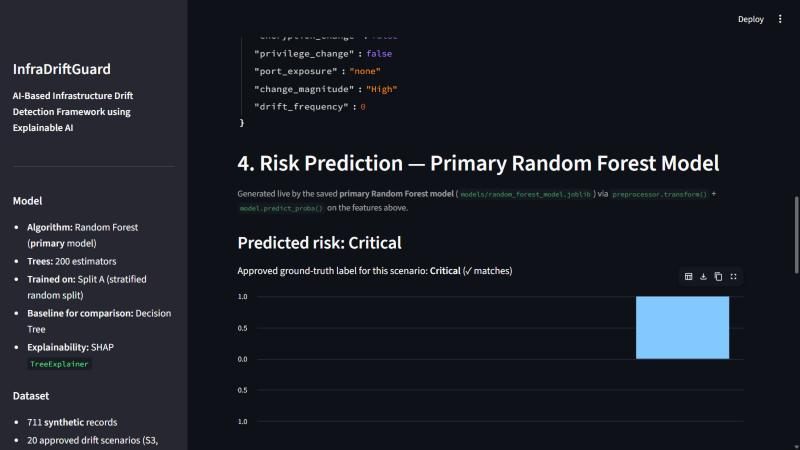 Deploy
InfraDriftGuard
AI-Based Infrastructure Drift
Detection Framework using
Explainable AI
Model
• Algorithm: Random Forest
(primary model)
• Trees: 200 estimators
• Trained on: Split A (stratified
random split)
• Baseline for comparison: Decision
Tree
• Explainability: SHAP
TreeExplainer
Dataset
• 711 synthetic records
• 20 approved drift scenarios (S3,
"privilege_change" : false
"port_exposure" : "none"
"change_magnitude" : "High"
"drift_frequency" : 0
}
4. Risk Prediction — Primary Random Forest Model
Generated live by the saved primary Random Forest model ( models/random_forest_model.joblib ) via preprocessor.transform() +
model.predict_proba() on the features above.
Predicted risk: Critical
Approved ground-truth label for this scenario: Critical (✓ matches)
1.0
0.5
0.0
0.5
1.0